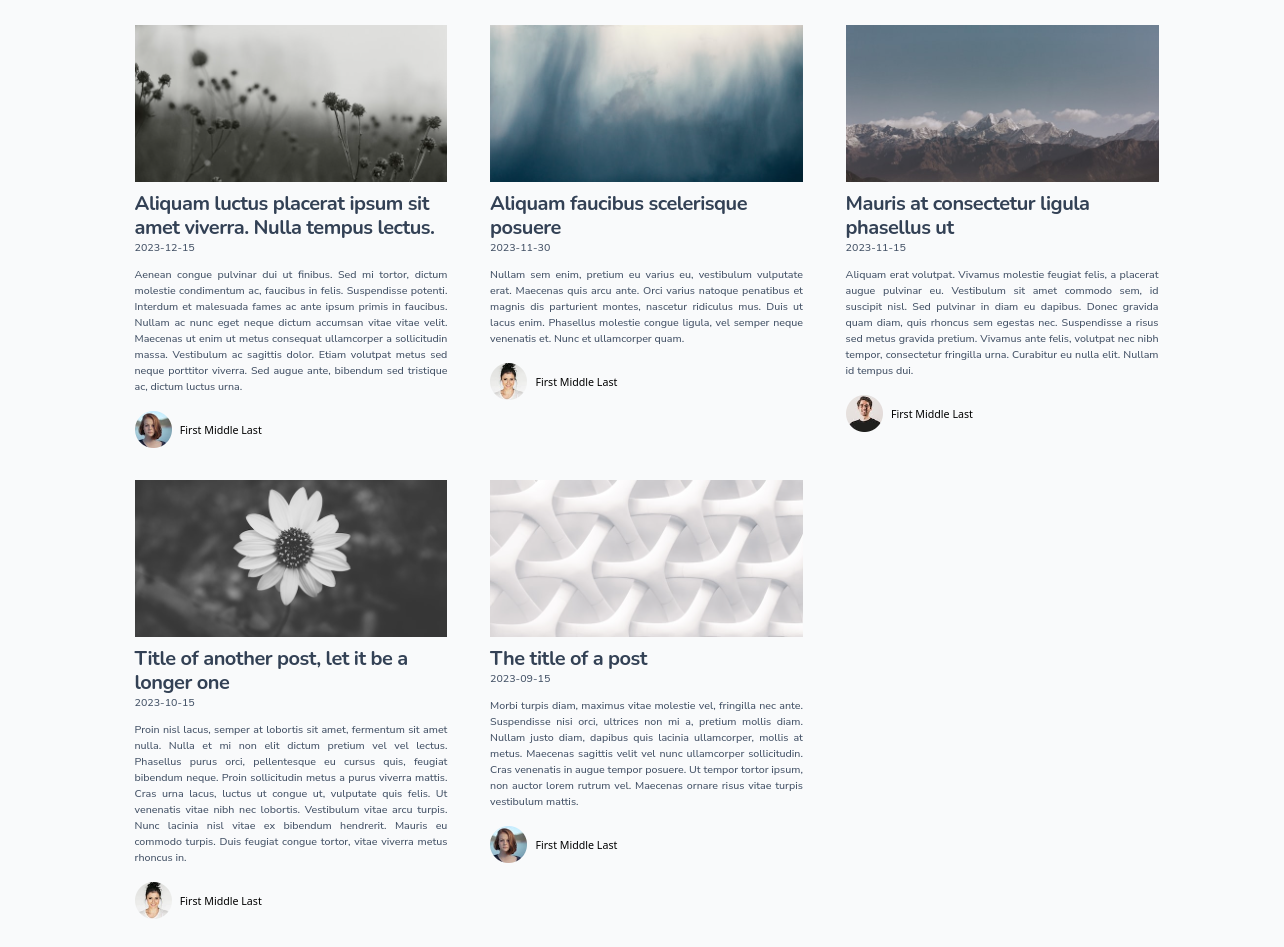 Aliquam luctus placerat ipsum sit
amet viverra. Nulla tempus lectus.
2023-12-15
Aenean congue pulvinar dui ut finibus. Sed mi tortor, dictum
molestie condimentum ac, faucibus in felis. Suspendisse potenti.
Interdum et malesuada fames ac ante ipsum primis in faucibus.
Nullam ac nunc eget neque dictum accumsan vitae vitae velit.
Maecenas ut enim ut metus consequat ullamcorper a sollicitudin
massa. Vestibulum ac sagittis dolor. Etiam volutpat metus sed
neque porttitor viverra. Sed augue ante, bibendum sed tristique
ac, dictum luctus urna.
First Middle Last
Aliquam faucibus scelerisque
posuere
2023-11-30
Nullam sem enim, pretium eu varius eu, vestibulum vulputate
erat. Maecenas quis arcu ante. Orci varius natoque penatibus et
magnis dis parturient montes, nascetur ridiculus mus. Duis ut
lacus enim. Phasellus molestie congue ligula, vel semper neque
venenatis et. Nunc et ullamcorper quam.
First Middle Last
Mauris at consectetur ligula
phasellus ut
2023-11-15
Aliquam erat volutpat. Vivamus molestie feugiat felis, a placerat
augue pulvinar eu. Vestibulum sit amet commodo sem, id
suscipit nisl. Sed pulvinar in diam eu dapibus. Donec gravida
quam diam, quis rhoncus sem egestas nec. Suspendisse a risus
sed metus gravida pretium. Vivamus ante felis, volutpat nec nibh
tempor, consectetur fringilla urna. Curabitur eu nulla elit. Nullam
id tempus dui.
First Middle Last
Title of another post, let it be a
longer one
2023-10-15
Proin nisl lacus, semper at lobortis sit amet, fermentum sit amet
nulla. Nulla et mi non elit dictum pretium vel vel lectus.
Phasellus purus orci, pellentesque eu cursus quis, feugiat
bibendum neque. Proin sollicitudin metus a purus viverra mattis.
Cras urna lacus, luctus ut congue ut, vulputate quis felis. Ut
venenatis vitae nibh nec lobortis. Vestibulum vitae arcu turpis.
Nunc lacinia nisl vitae ex bibendum hendrerit. Mauris eu
commodo turpis. Duis feugiat congue tortor, vitae viverra metus
rhoncus in.
First Middle Last
The title of a post
2023-09-15
Morbi turpis diam, maximus vitae molestie vel, fringilla nec ante.
Suspendisse nisi orci, ultrices non mi a, pretium mollis diam.
Nullam justo diam, dapibus quis lacinia ullamcorper, mollis at
metus. Maecenas sagittis velit vel nunc ullamcorper sollicitudin.
Cras venenatis in augue tempor posuere. Ut tempor tortor ipsum,
non auctor lorem rutrum vel. Maecenas ornare risus vitae turpis
vestibulum mattis.
First Middle Last